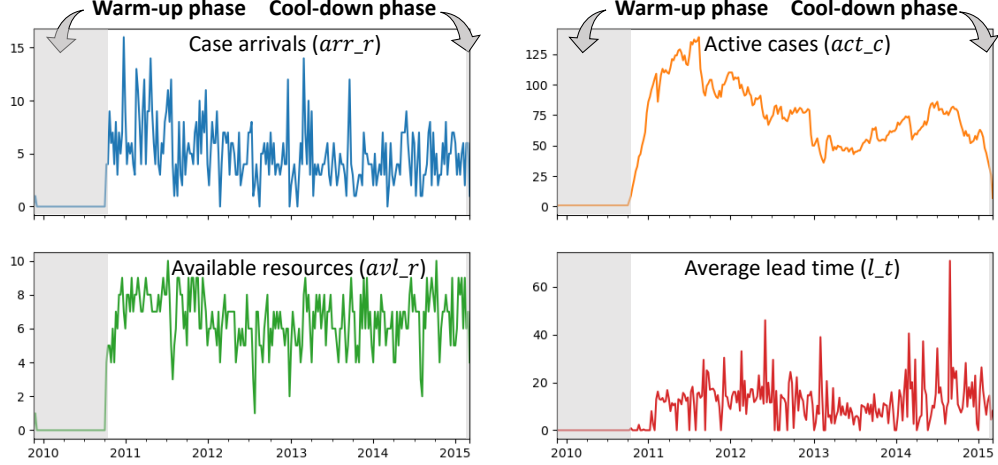 Warm-up phase Cool-down phase
Warm-up phase Cool-down phase
Case arrivals (arr_r)
15
10
5
0
Active cases (act_c)
125
100
75
50
25
0
Available resources (avl_r)
10
8
6
4
2
0
2010 2011 2012 2013 2014 2015
Average lead time (l_t)
60
40
20
0
2010 2011 2012 2013 2014 2015